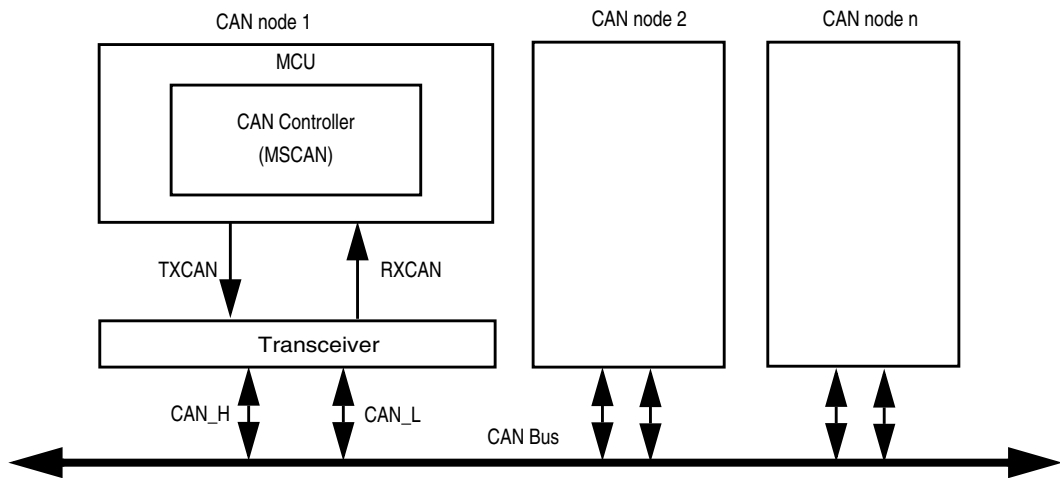 CAN node 1
CAN node 2
CAN node n
MCU
CAN Controller
(MSCAN)
TXCAN
RXCAN
Transceiver
CAN_H
CAN_L
CAN Bus